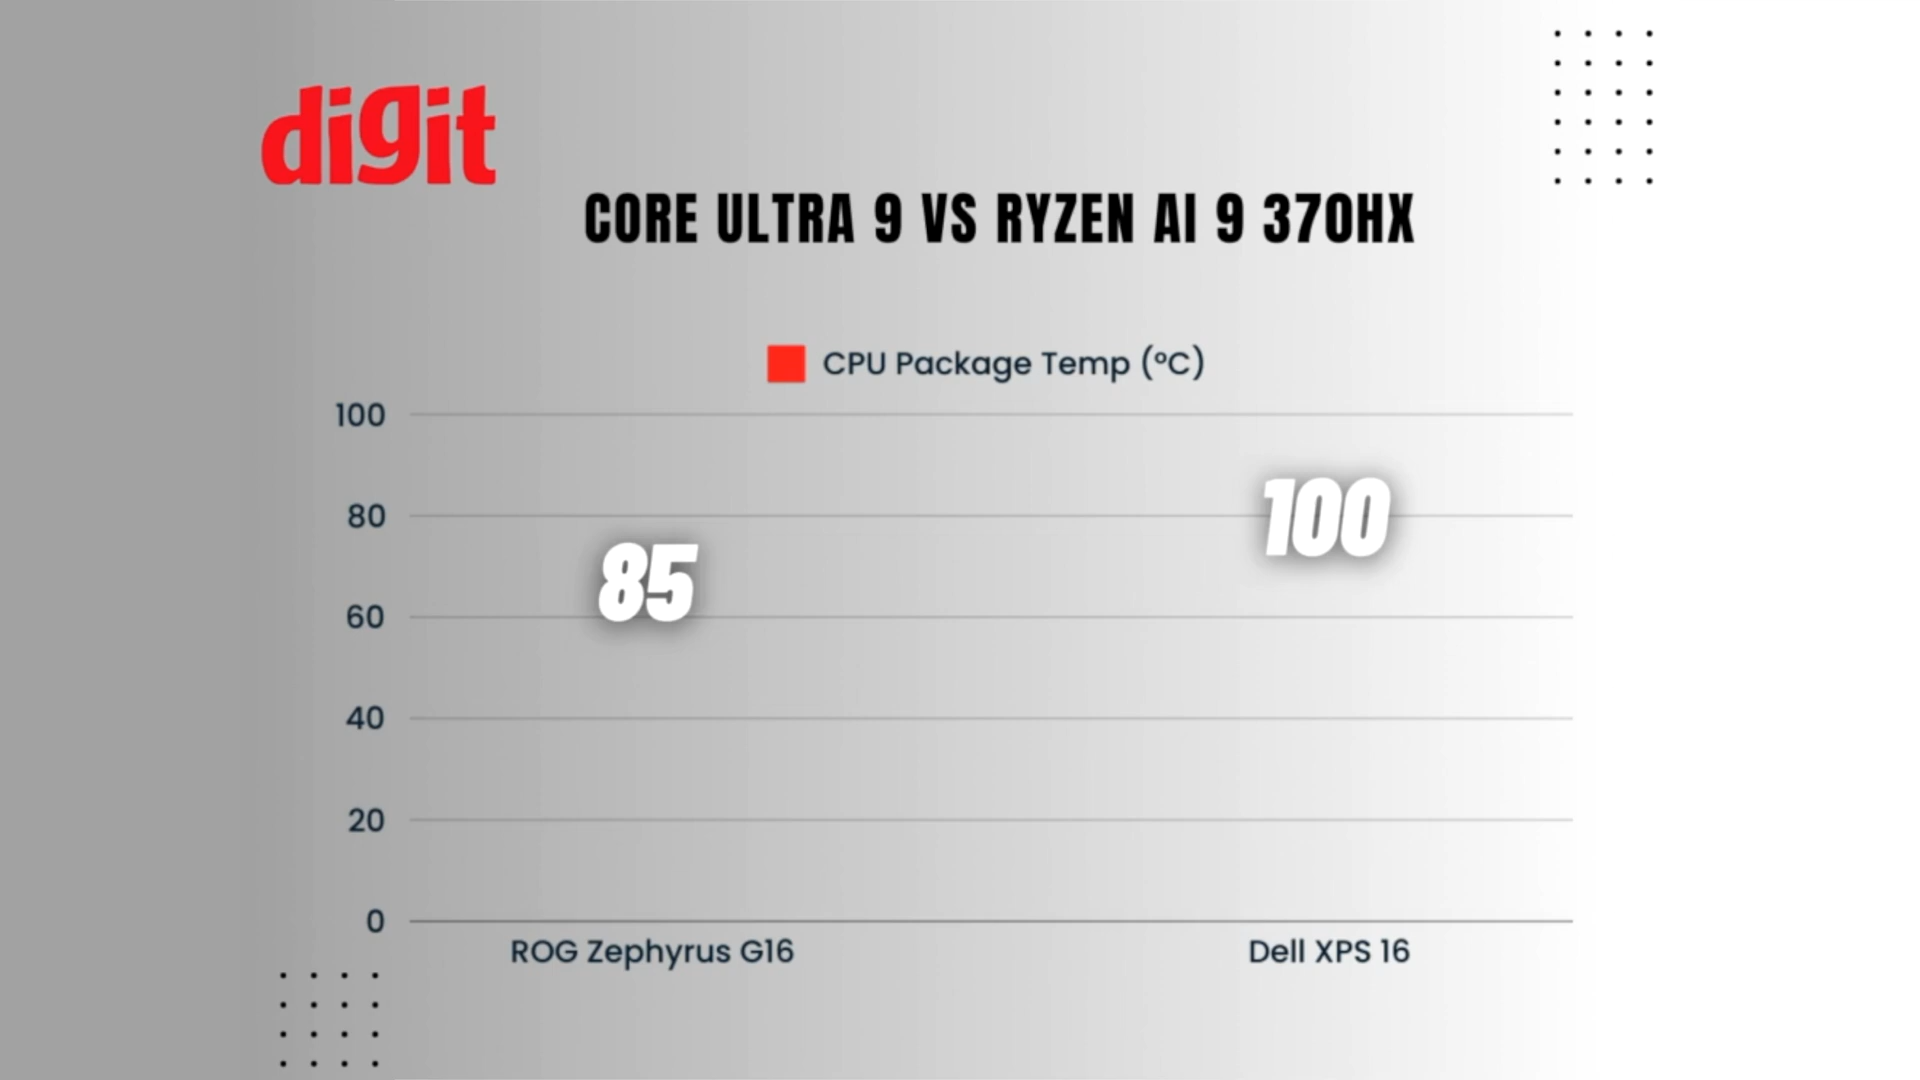 digit
CORE ULTRA 9 VS RYZEN AI 9 370HX
CPU Package Temp (°C)
100
80
60
40
20
0
85
100
ROG Zephyrus G16
Dell XPS 16